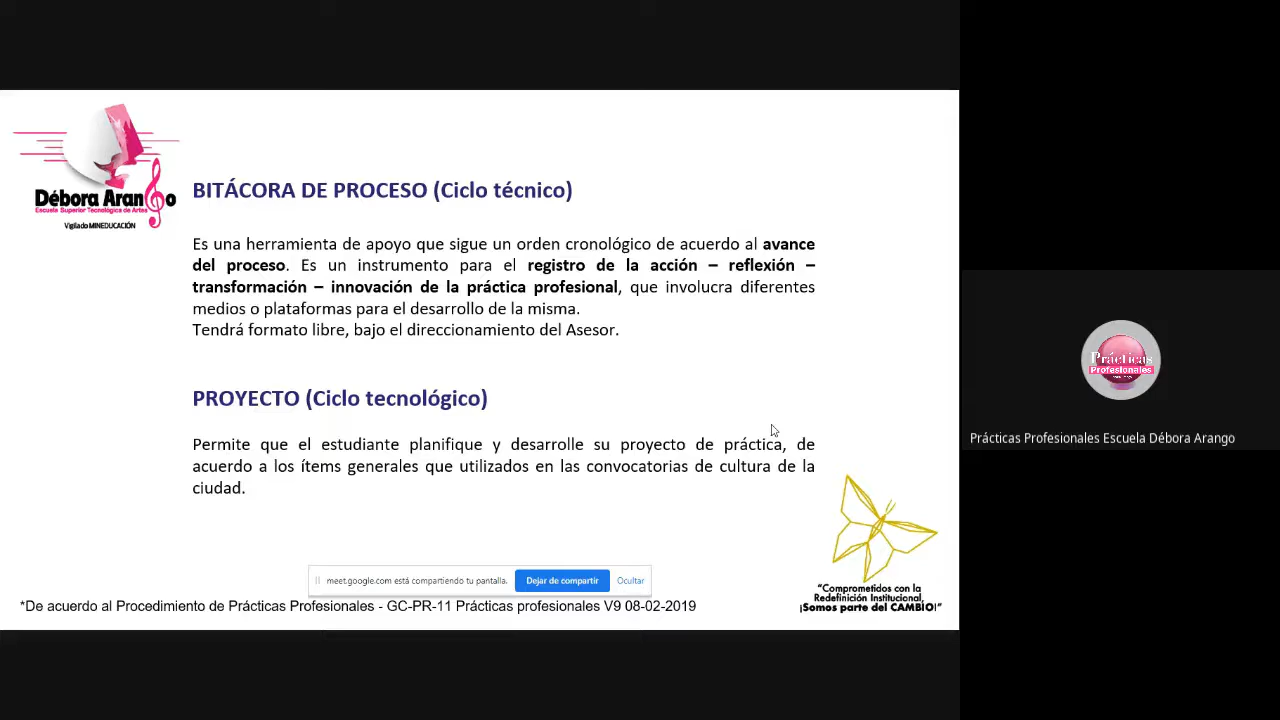 Débora Arango
Escuela Superior Tecnológica de Artes
Vigilado MINEDUCACIÓN
BITÁCORA DE PROCESO (Ciclo técnico)
Es una herramienta de apoyo que sigue un orden cronológico de acuerdo al avance
del proceso. Es un instrumento para el registro de la acción – reflexión –
transformación – innovación de la práctica profesional, que involucra diferentes
medios o plataformas para el desarrollo de la misma.
Tendrá formato libre, bajo el direccionamiento del Asesor.
PROYECTO (Ciclo tecnológico)
Permite que el estudiante planifique y desarrolle su proyecto de práctica, de
acuerdo a los ítems generales que utilizados en las convocatorias de cultura de la
ciudad.
meet.google.com está compartiendo tu pantalla.
Dejar de compartir
Ocultar
*De acuerdo al Procedimiento de Prácticas Profesionales - GC-PR-11 Prácticas profesionales V9 08-02-2019
“Comprometidos con la
Redefinición Institucional,
¡Somos parte del CAMBIO!”
Prácticas
Profesionales
Prácticas Profesionales Escuela Débora Arango